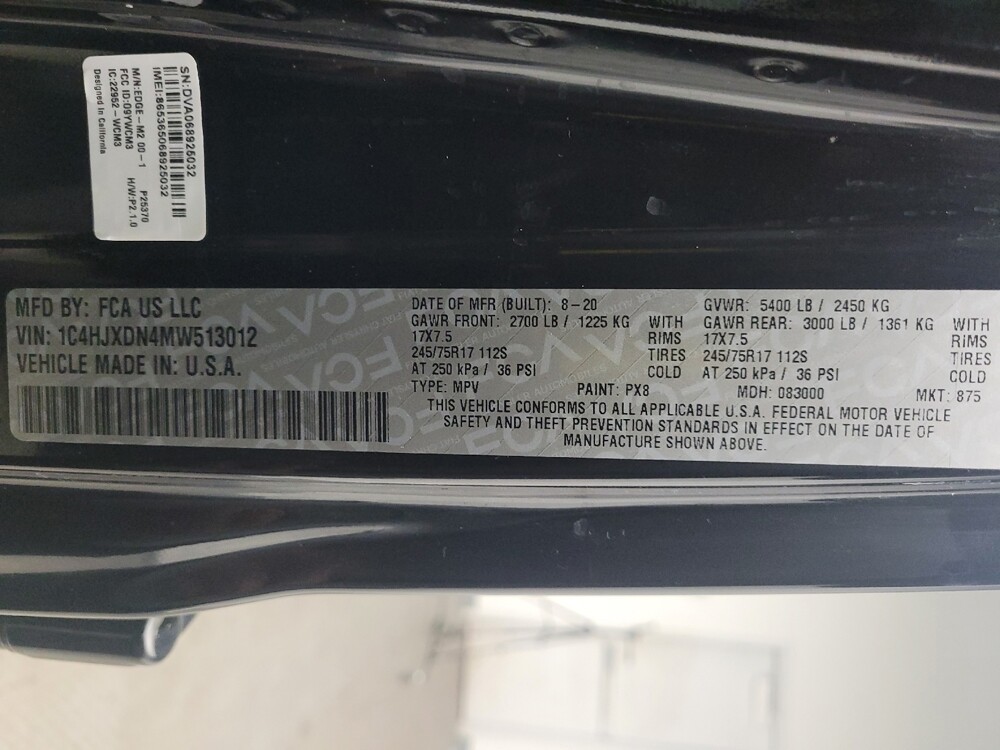 SN:DVA068925032
IMEI:865365068925032
M/N:EDGE-M2 00-1 P25370
FCC ID:09YWCM3 H/W:P2.1.0
IC:22952-WCM3
Designed in California
MFD BY: FCA US LLC
VIN: 1C4HJXDN4MW513012
VEHICLE MADE IN: U.S.A.
DATE OF MFR (BUILT): 8-20 GVWR: 5400 LB / 2450 KG
GAWR FRONT: 2700 LB / 1225 KG WITH GAWR REAR: 3000 LB / 1361 KG WITH
17X7.5 RIMS 17X7.5 RIMS
245/75R17 112S TIRES 245/75R17 112S TIRES
AT 250 kPa / 36 PSI COLD AT 250 kPa / 36 PSI COLD
TYPE: MPV PAINT: PX8 MDH: 083000 MKT: 875
THIS VEHICLE CONFORMS TO ALL APPLICABLE U.S.A. FEDERAL MOTOR VEHICLE
SAFETY AND THEFT PREVENTION STANDARDS IN EFFECT ON THE DATE OF
MANUFACTURE SHOWN ABOVE.